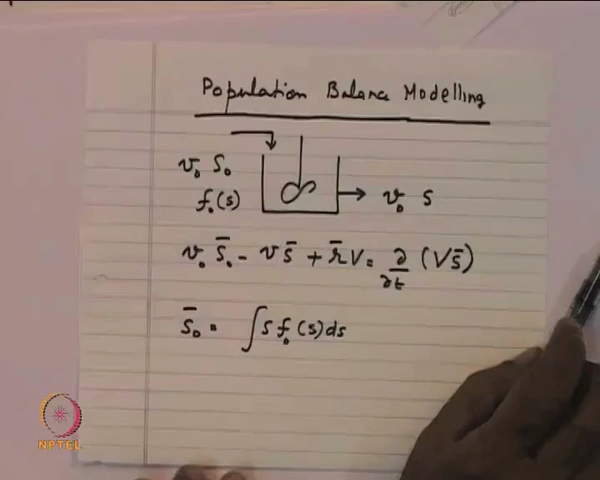 Population Balance Modelling
v₀ S₀
f₀(s)
v₀ S
v₀ S̄₀ - v s̄ + r̄ V = ∂/∂t (V s̄)
S̄₀ = ∫ s f₀(s) ds
NPTEL